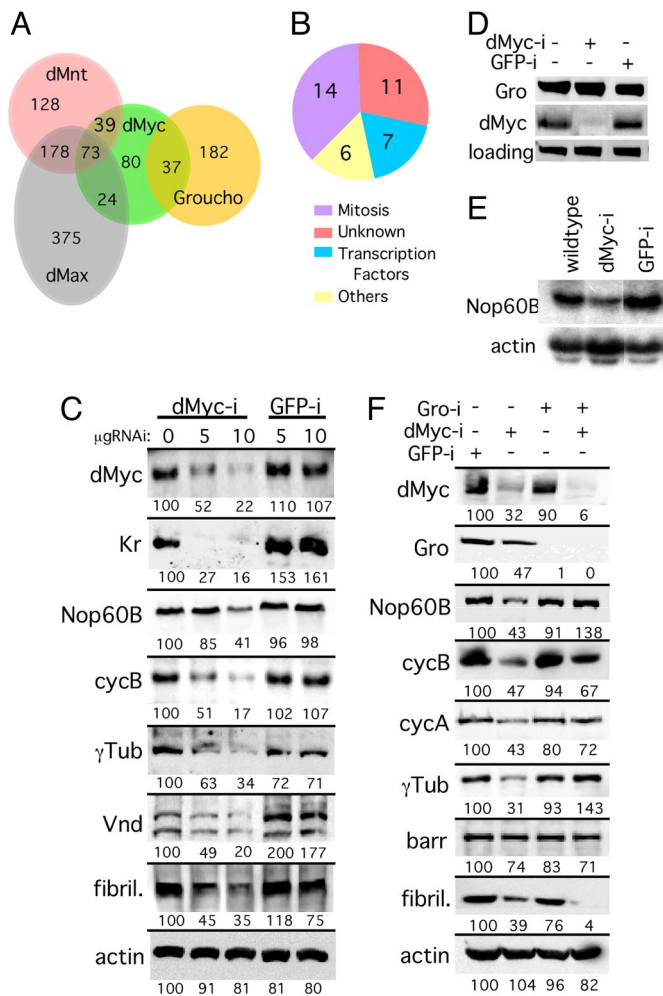 A
dMnt
128
39
dMyc
178
73
80
37
182
Groucho
24
375
dMax
B
14
11
7
6
Mitosis
Unknown
Transcription
Factors
Others
D
dMyc-i - + -
GFP-i - - +
Gro
dMyc
loading
E
wildtype dMyc-i GFP-i
Nop60B
actin
C
dMyc-i GFP-i
µgRNAi: 0 5 10 5 10
dMyc
100 52 22 110 107
Kr
100 27 16 153 161
Nop60B
100 85 41 96 98
cycB
100 51 17 102 107
γTub
100 63 34 72 71
Vnd
100 49 20 200 177
fibril.
100 45 35 118 75
actin
100 91 81 81 80
F
Gro-i - - + +
dMyc-i - + - +
GFP-i + - - -
dMyc
100 32 90 6
Gro
100 47 1 0
Nop60B
100 43 91 138
cycB
100 47 94 67
cycA
100 43 80 72
γTub
100 31 93 143
barr
100 74 83 71
fibril.
100 39 76 4
actin
100 104 96 82